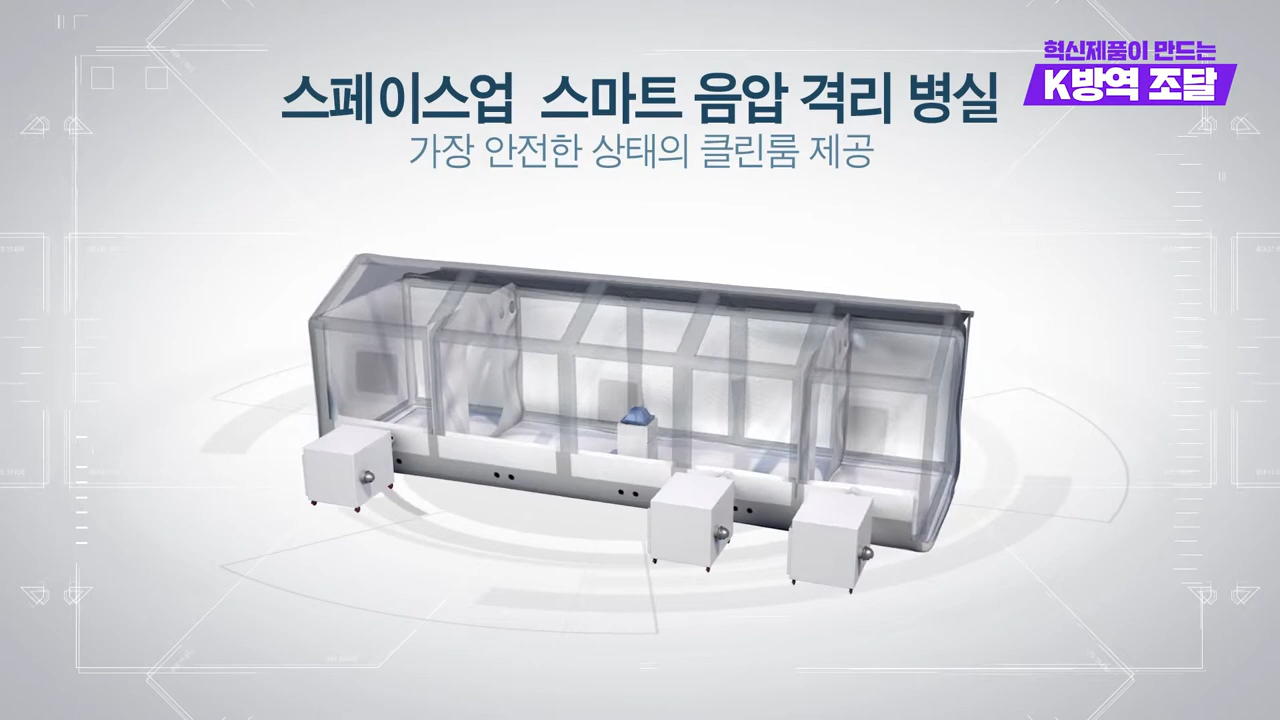 혁신제품이 만드는
K방역 조달
스페이스업 스마트 음압 격리 병실
가장 안전한 상태의 클린룸 제공